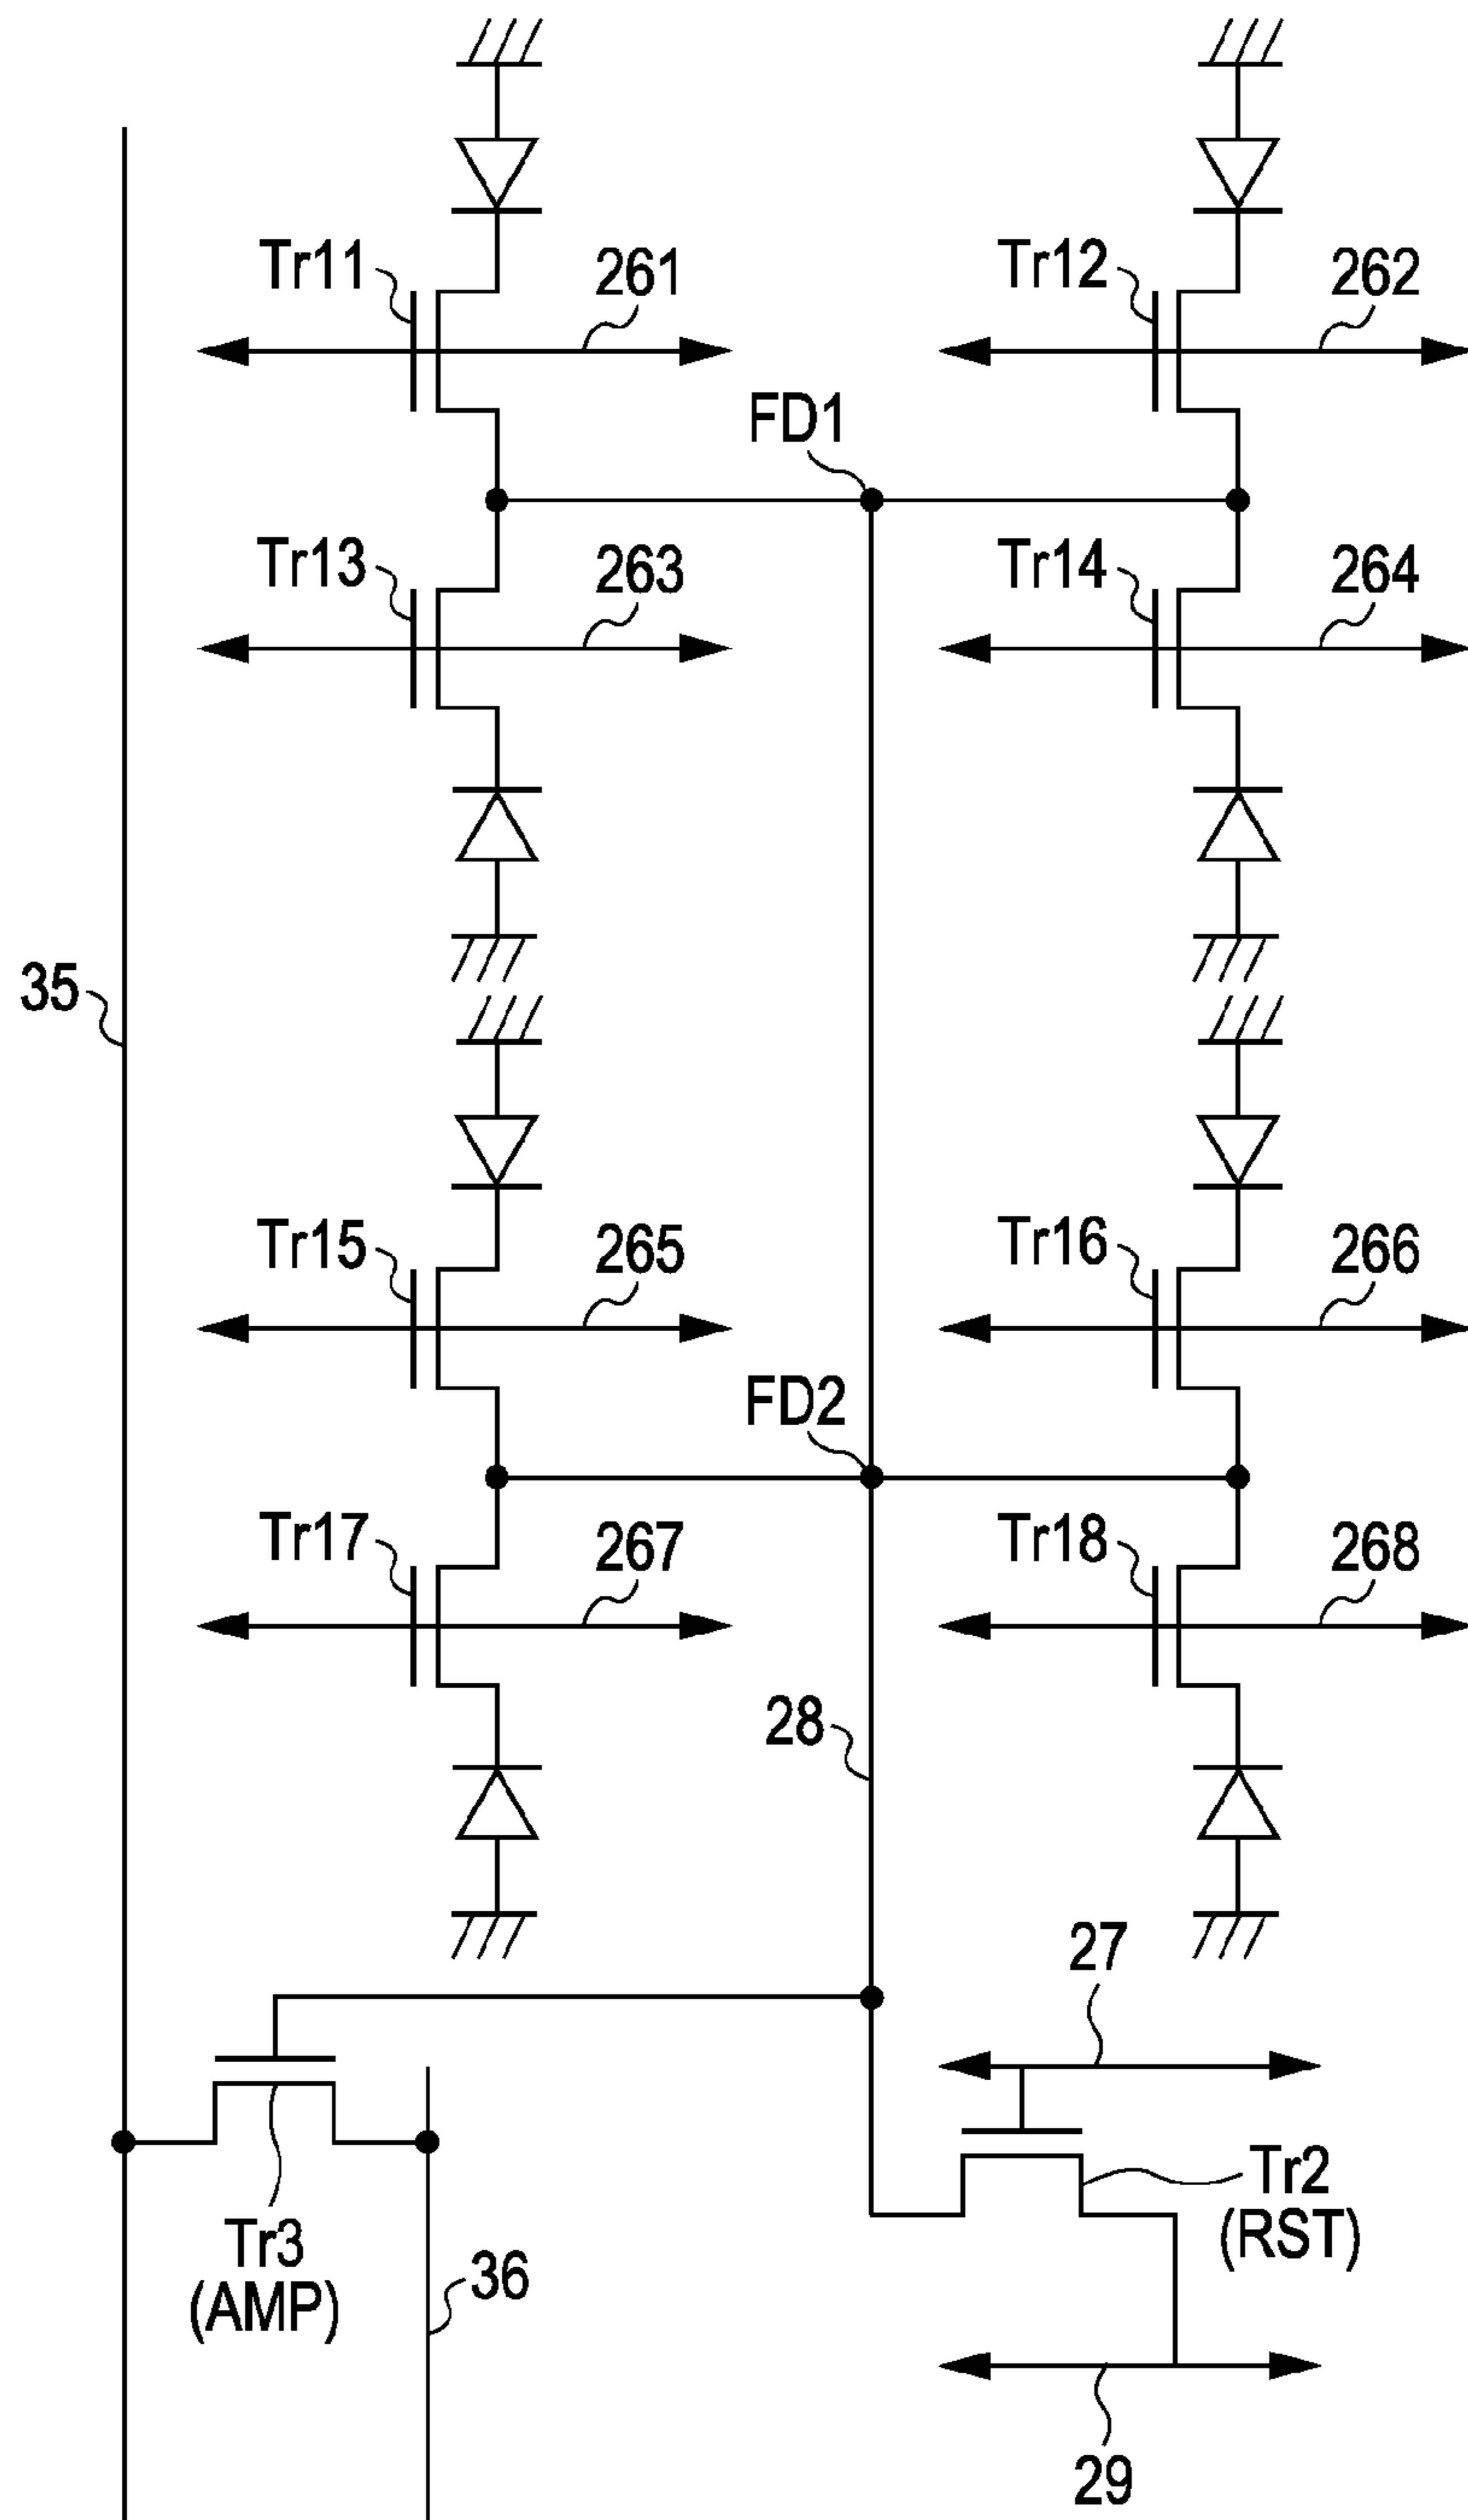 Tr11
261
Tr12
262
FD1
Tr13
263
Tr14
264
35
Tr15
265
Tr16
266
FD2
Tr17
267
Tr18
268
28
27
Tr2
(RST)
Tr3
(AMP)
36
29